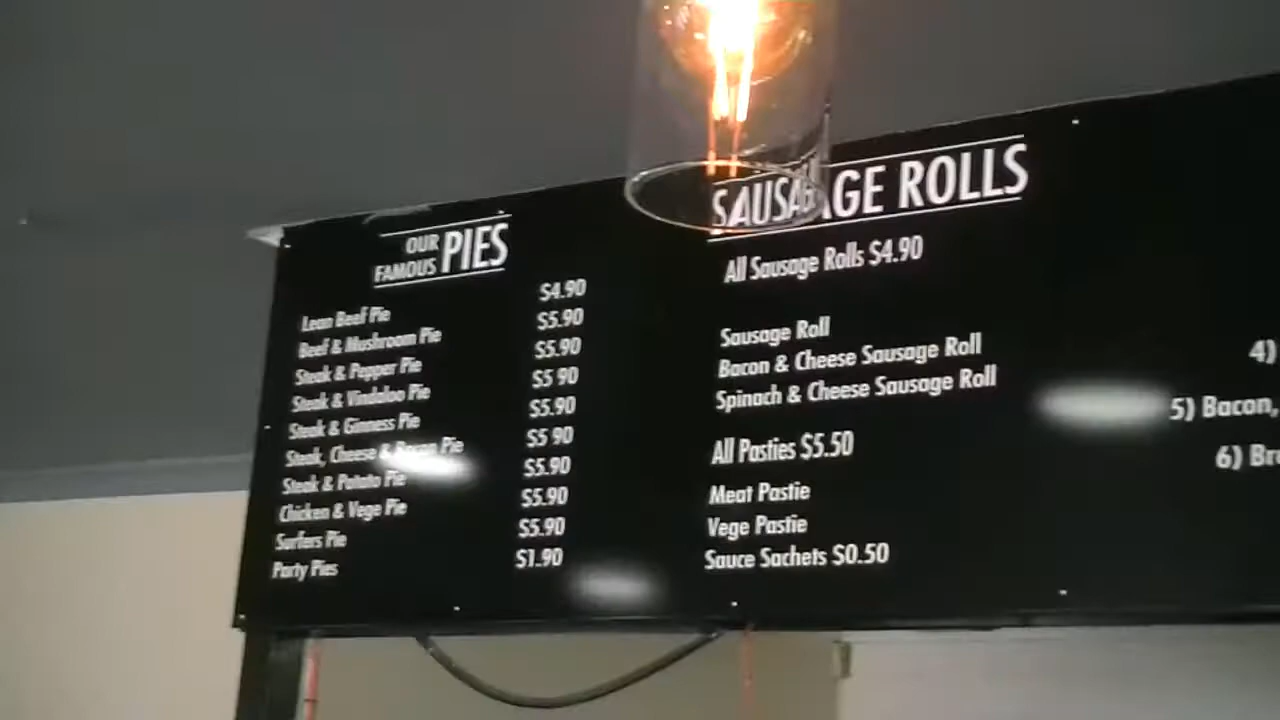 OUR
FAMOUS PIES
Lean Beef Pie $4.90
Beef & Mushroom Pie $5.90
Steak & Pepper Pie $5.90
Steak & Vindaloo Pie $5 90
Steak & Ginness Pie $5.90
Steak, Cheese & Bacon Pie $5 90
Steak & Potato Pie $5.90
Chicken & Vege Pie $5.90
Surfers Pie $5.90
Party Pies $1.90
SAUSAGE ROLLS
All Sausage Rolls $4.90
Sausage Roll
Bacon & Cheese Sausage Roll
Spinach & Cheese Sausage Roll
All Pasties $5.50
Meat Pastie
Vege Pastie
Sauce Sachets $0.50
4)
5) Bacon,
6)